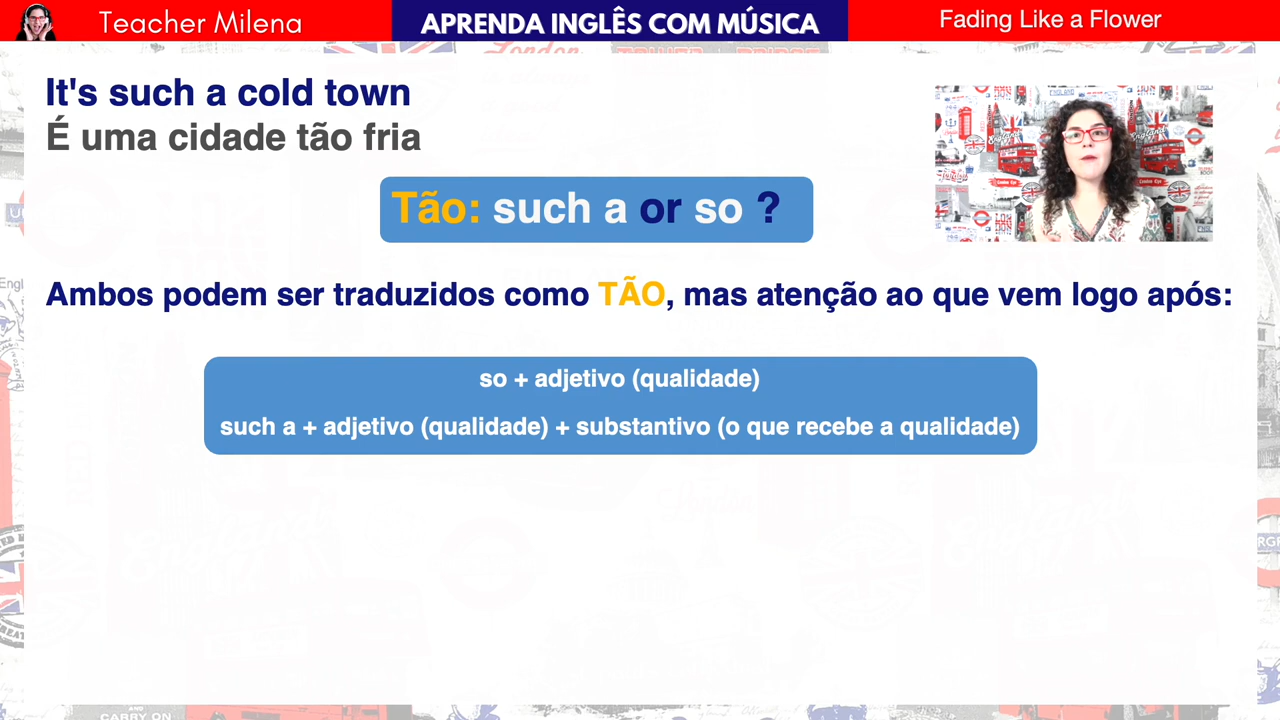 Teacher Milena
APRENDA INGLÊS COM MÚSICA
Fading Like a Flower
It's such a cold town
É uma cidade tão fria
Tão: such a or so ?
Ambos podem ser traduzidos como TÃO, mas atenção ao que vem logo após:
so + adjetivo (qualidade)
such a + adjetivo (qualidade) + substantivo (o que recebe a qualidade)